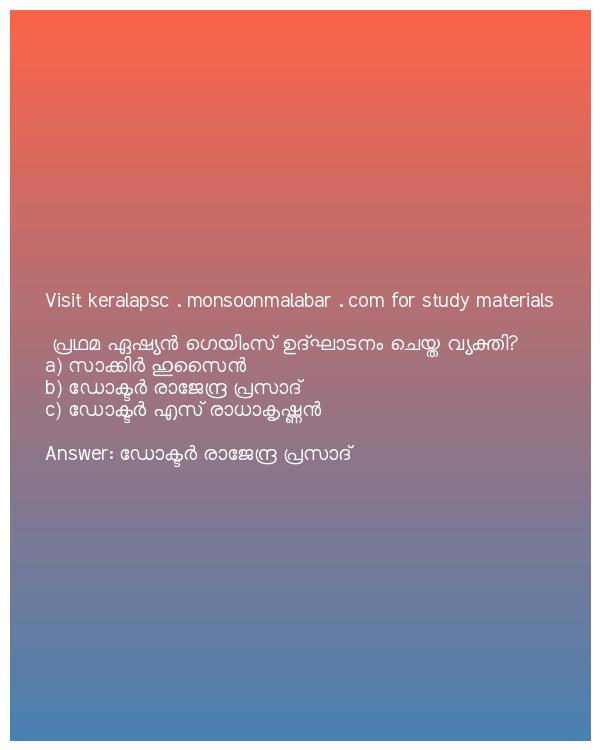 Visit keralapsc . monsoonmalabar . com for study materials
പ്രഥമ ഏഷ്യൻ ഗെയിംസ് ഉദ്ഘാടനം ചെയ്ത വ്യക്തി?
a) സാക്കിർ ഹുസൈൻ
b) ഡോക്ടർ രാജേന്ദ്ര പ്രസാദ്
c) ഡോക്ടർ എസ് രാധാകൃഷ്ണൻ
Answer: ഡോക്ടർ രാജേന്ദ്ര പ്രസാദ്